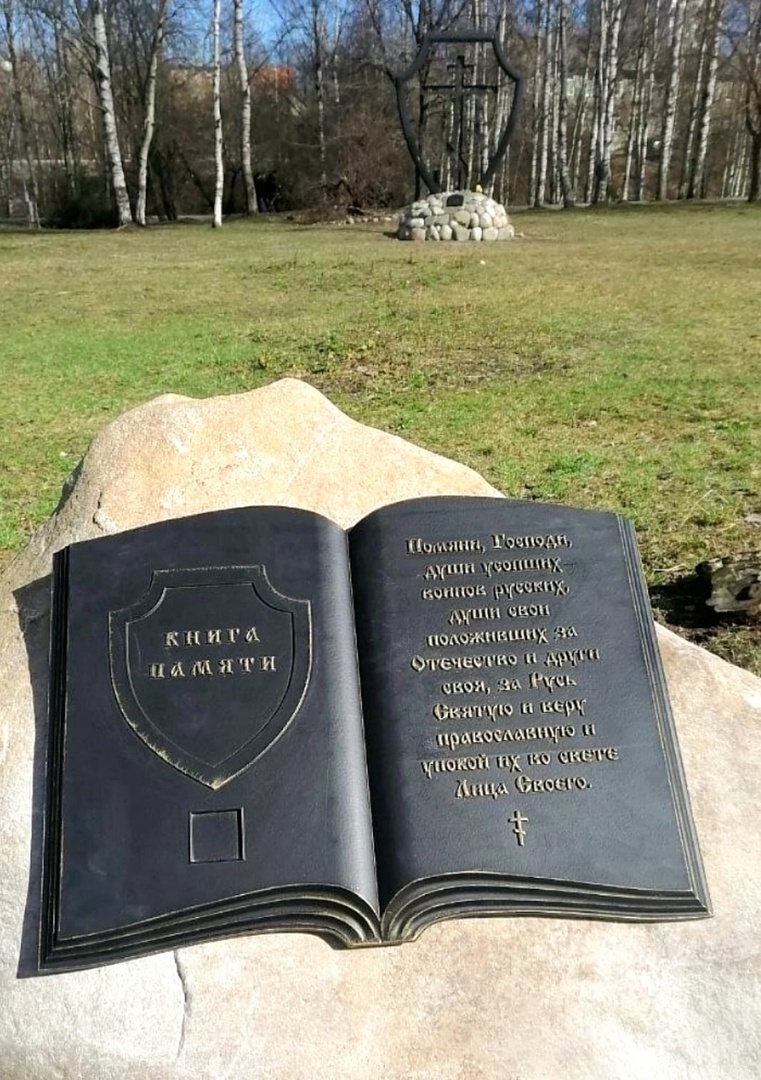 КНИГА
ПАМЯТИ
Помяни, Господи,
души усопших
воинов русских,
души свои
положивших за
Отечество и други
своя, за Русь
Святую и веру
православную и
упокой их во свете
Лица Своего.